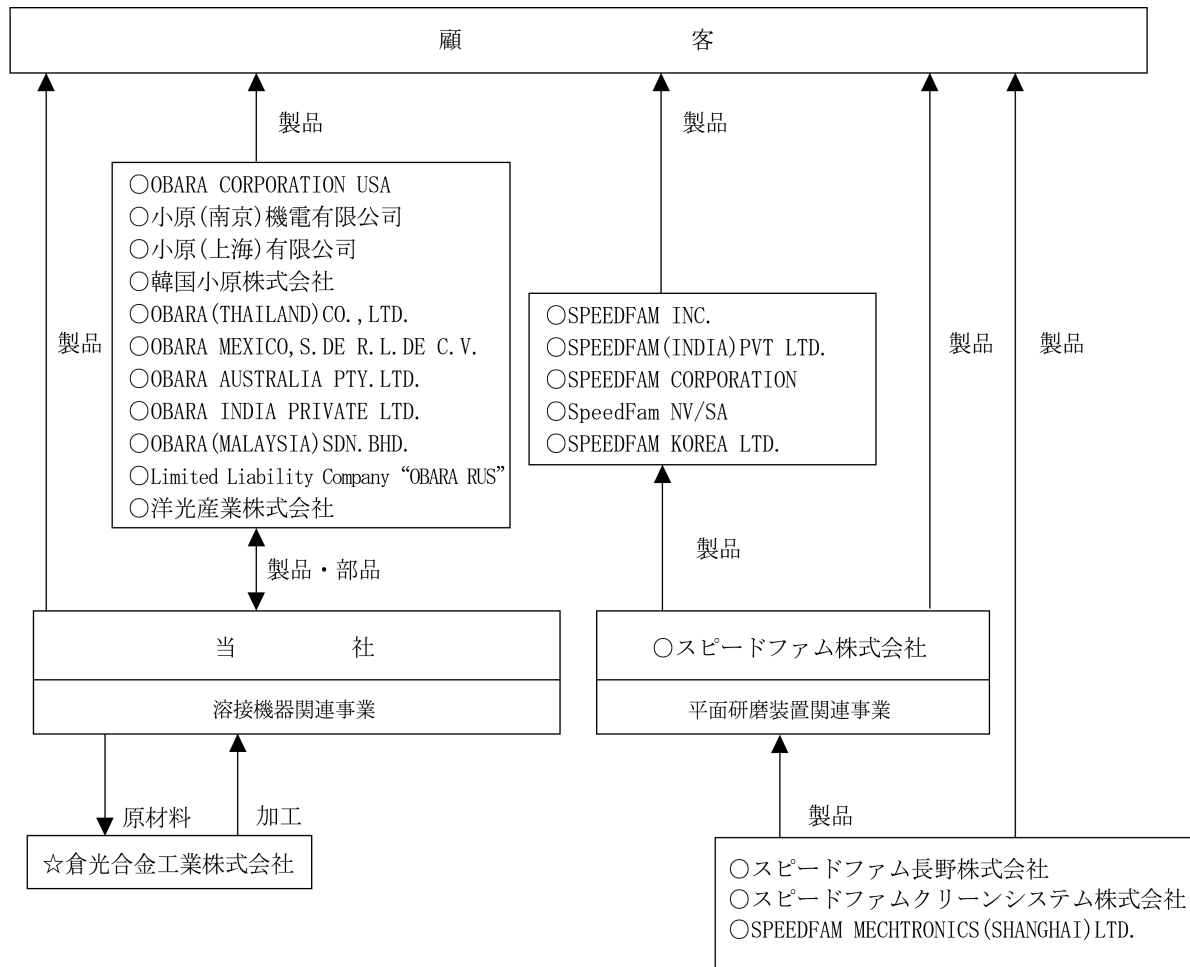 顧 客
製品
製品
○OBARA CORPORATION USA
○小原(南京)機電有限公司
○小原(上海)有限公司
○韓国小原株式会社
○OBARA(THAILAND)CO.,LTD.
○OBARA MEXICO,S.DE R.L.DE C.V.
○OBARA AUSTRALIA PTY.LTD.
○OBARA INDIA PRIVATE LTD.
○OBARA(MALAYSIA)SDN.BHD.
○Limited Liability Company “OBARA RUS”
○洋光産業株式会社
○SPEEDFAM INC.
○SPEEDFAM(INDIA)PVT LTD.
○SPEEDFAM CORPORATION
○SpeedFam NV/SA
○SPEEDFAM KOREA LTD.
製品
製品
製品
製品・部品
製品
当 社
溶接機器関連事業
○スピードファム株式会社
平面研磨装置関連事業
原材料
加工
製品
☆倉光合金工業株式会社
○スピードファム長野株式会社
○スピードファムクリーンシステム株式会社
○SPEEDFAM MECHTRONICS(SHANGHAI)LTD.